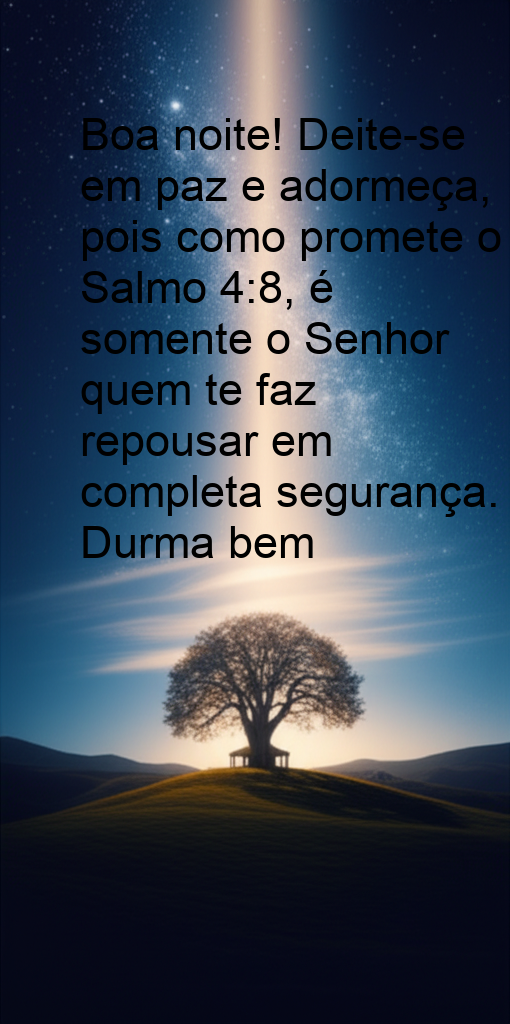 Boa noite! Deite-se
em paz e adormeça,
pois como promete o
Salmo 4:8, é
somente o Senhor
quem te faz
repousar em
completa segurança.
Durma bem